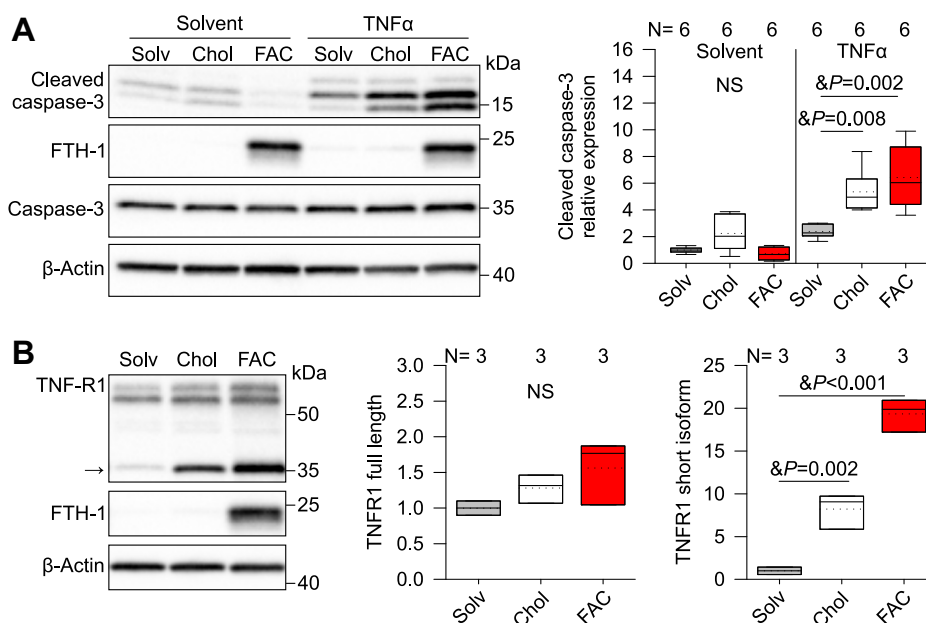 A
Solvent TNFα
Solv Chol FAC Solv Chol FAC
kDa
Cleaved
caspase-3
15
FTH-1
25
Caspase-3
35
β-Actin
40
N= 6 6 6 6 6 6
Solvent TNFα
NS
&P=0.002
&P=0.008
Cleaved caspase-3
relative expression
16
14
12
10
8
6
4
2
0
Solv Chol FAC Solv Chol FAC
B
Solv Chol FAC
kDa
TNF-R1
50
→
35
FTH-1
25
β-Actin
40
N= 3 3 3
NS
TNFR1 full length
3.0
2.5
2.0
1.5
1.0
0.5
0.0
Solv Chol FAC
N= 3 3 3
&P<0.001
&P=0.002
TNFR1 short isoform
25
20
15
10
5
0
Solv Chol FAC